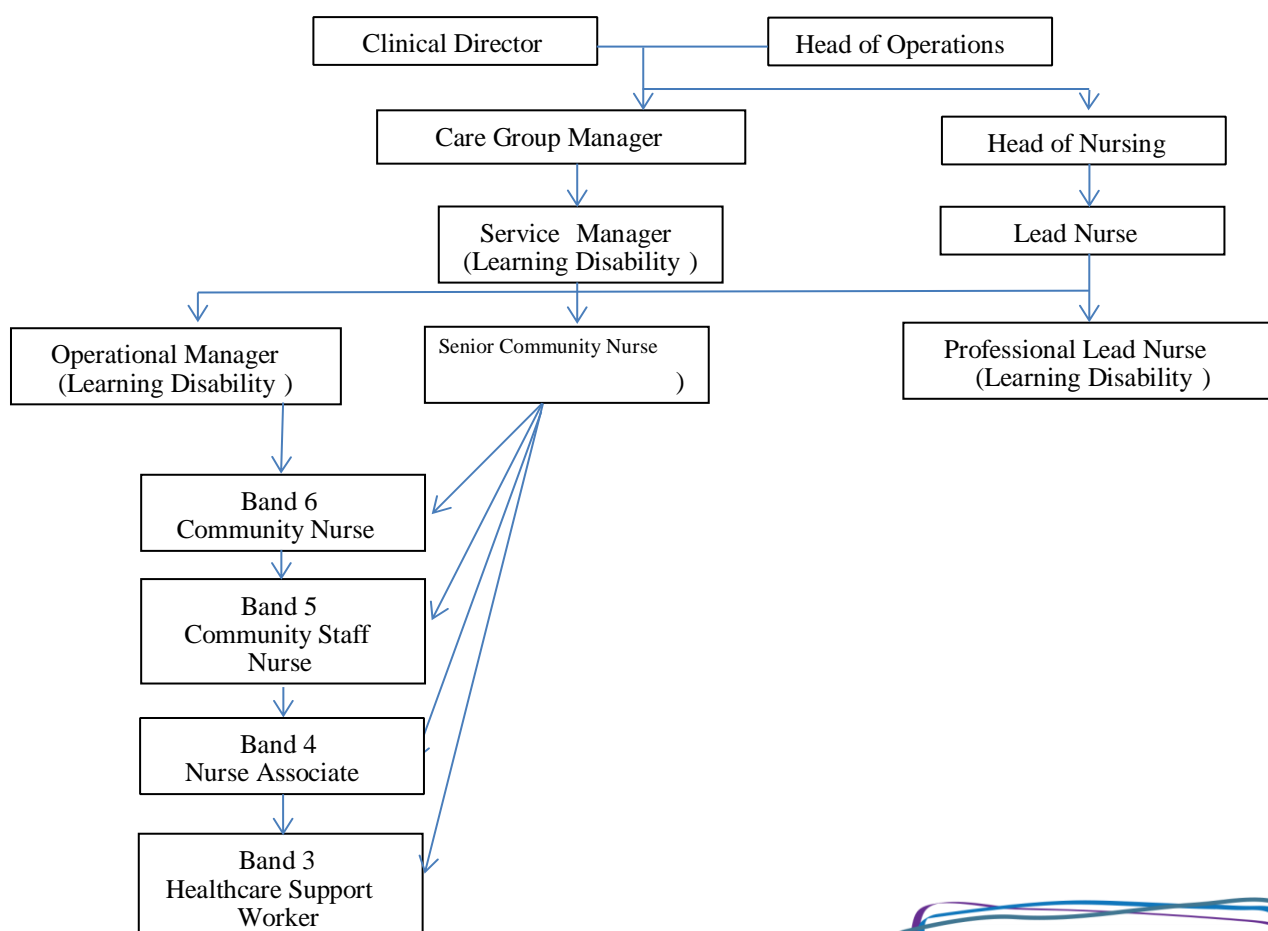 Clinical Director
Head of Operations
Care Group Manager
Head of Nursing
Service Manager
(Learning Disability )
Lead Nurse
Operational Manager
(Learning Disability )
Senior Community Nurse
)
Professional Lead Nurse
(Learning Disability )
Band 6
Community Nurse
Band 5
Community Staff
Nurse
Band 4
Nurse Associate
Band 3
Healthcare Support
Worker